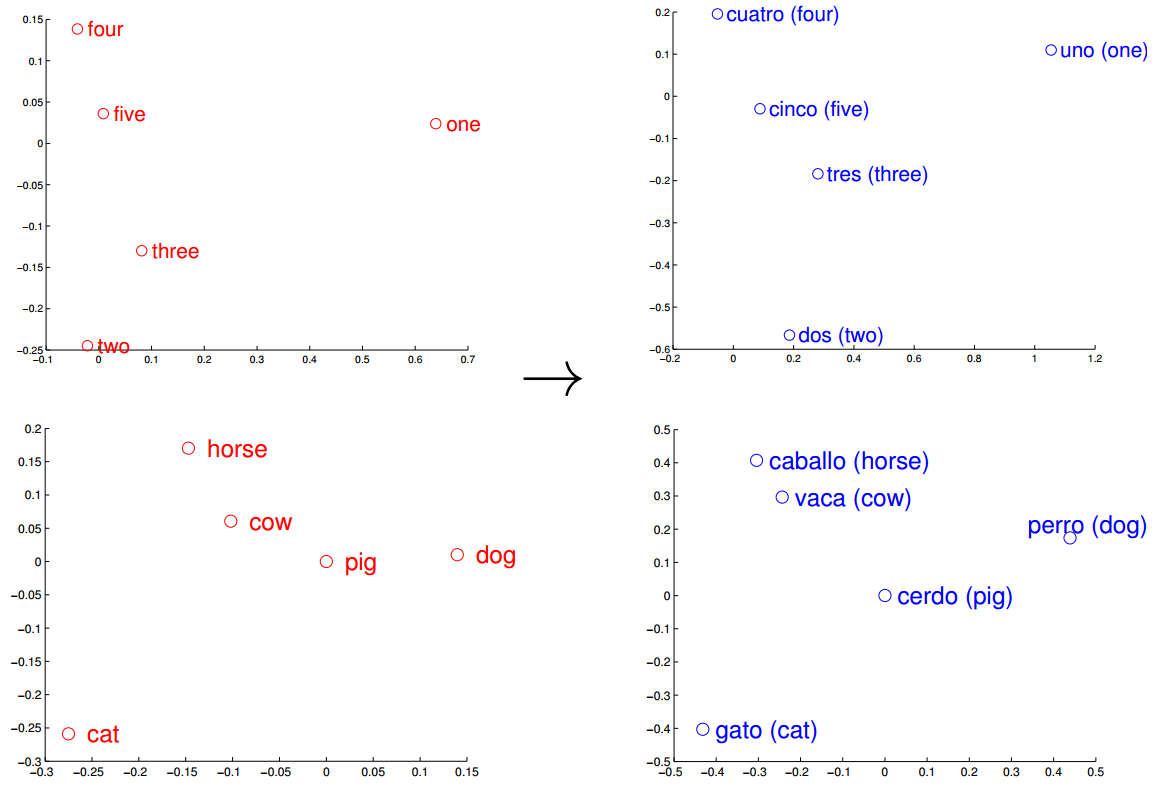 0.15
four
0.1
0.05
five
one
0
−0.05
−0.1
three
−0.15
−0.2
two
−0.25
−0.1 0 0.1 0.2 0.3 0.4 0.5 0.6 0.7
0.2
cuatro (four)
uno (one)
0.1
0
cinco (five)
−0.1
tres (three)
−0.2
−0.3
−0.4
−0.5
dos (two)
−0.6
−0.2 0 0.2 0.4 0.6 0.8 1 1.2
0.2
horse
0.15
0.1
cow
0.05
dog
0
pig
−0.05
−0.1
−0.15
−0.2
−0.25
cat
−0.3
−0.3 −0.25 −0.2 −0.15 −0.1 −0.05 0 0.05 0.1 0.15
0.5
caballo (horse)
0.4
vaca (cow)
0.3
perro (dog)
0.2
0.1
0
cerdo (pig)
−0.1
−0.2
−0.3
−0.4
gato (cat)
−0.5
−0.5 −0.4 −0.3 −0.2 −0.1 0 0.1 0.2 0.3 0.4 0.5